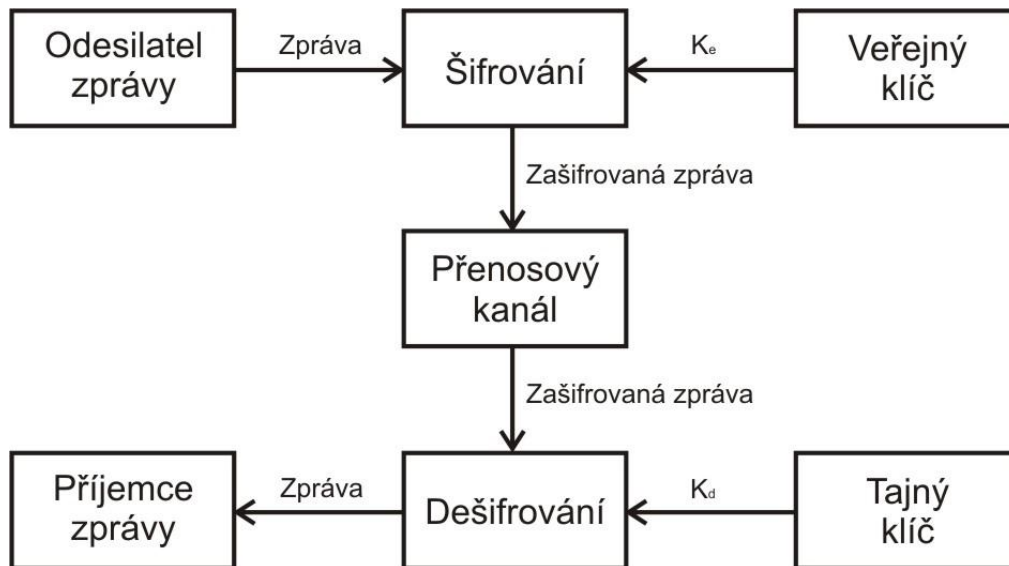 Odesilatel
zprávy
Zpráva
Šifrování
Kₑ
Veřejný
klíč
Zašifrovaná zpráva
Přenosový
kanál
Zašifrovaná zpráva
Příjemce
zprávy
Zpráva
Dešifrování
K_d
Tajný
klíč